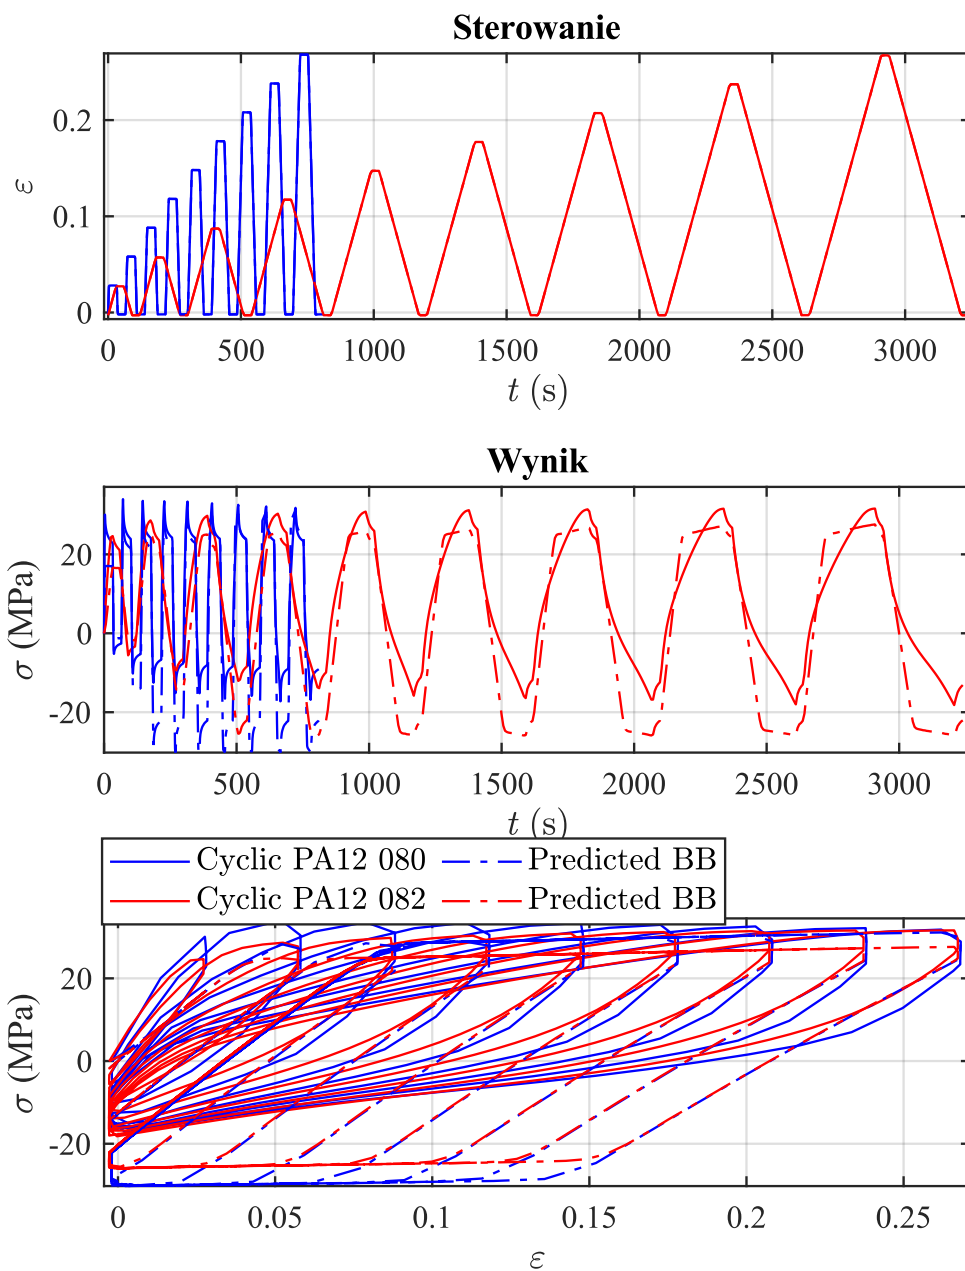 Sterowanie
0.2
0.1
0
ε
0 500 1000 1500 2000 2500 3000
t (s)
Wynik
20
0
-20
σ (MPa)
0 500 1000 1500 2000 2500 3000
t (s)
Cyclic PA12 080 Predicted BB
Cyclic PA12 082 Predicted BB
20
0
-20
σ (MPa)
0 0.05 0.1 0.15 0.2 0.25
ε